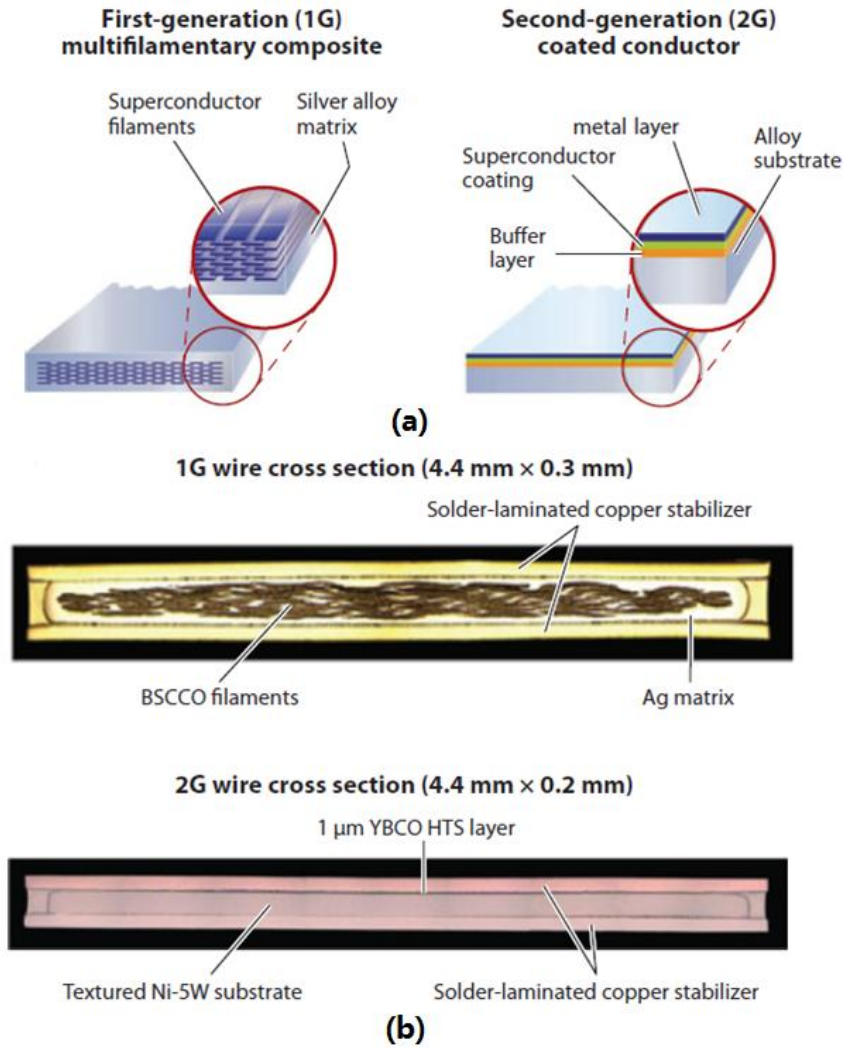 First-generation (1G)
multifilamentary composite
Second-generation (2G)
coated conductor
Superconductor
filaments
Silver alloy
matrix
metal layer
Alloy
substrate
Superconductor
coating
Buffer
layer
(a)
1G wire cross section (4.4 mm × 0.3 mm)
Solder-laminated copper stabilizer
BSCCO filaments
Ag matrix
2G wire cross section (4.4 mm × 0.2 mm)
1 μm YBCO HTS layer
Textured Ni-5W substrate
Solder-laminated copper stabilizer
(b)